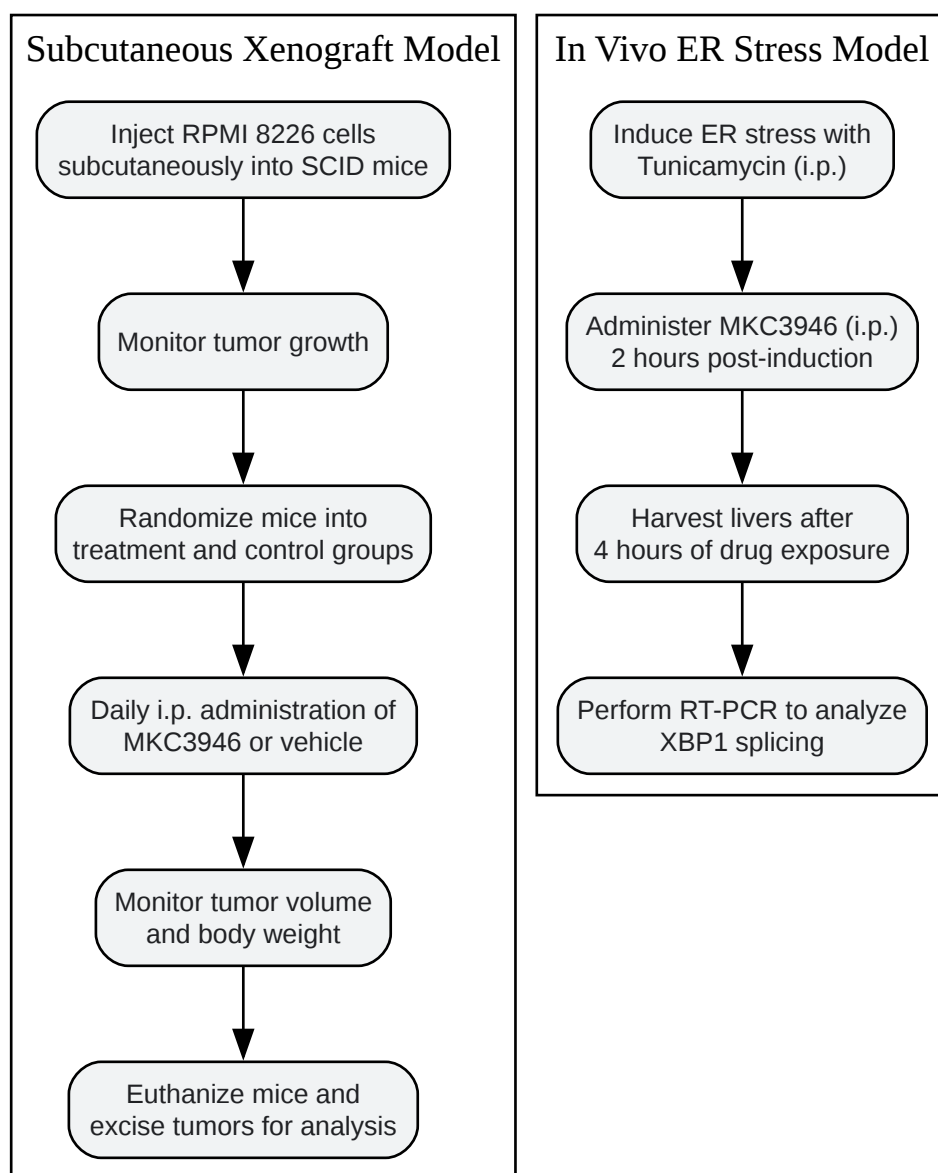 Subcutaneous Xenograft Model
Inject RPMI 8226 cells
subcutaneously into SCID mice
Monitor tumor growth
Randomize mice into
treatment and control groups
Daily i.p. administration of
MKC3946 or vehicle
Monitor tumor volume
and body weight
Euthanize mice and
excise tumors for analysis
In Vivo ER Stress Model
Induce ER stress with
Tunicamycin (i.p.)
Administer MKC3946 (i.p.)
2 hours post-induction
Harvest livers after
4 hours of drug exposure
Perform RT-PCR to analyze
XBP1 splicing